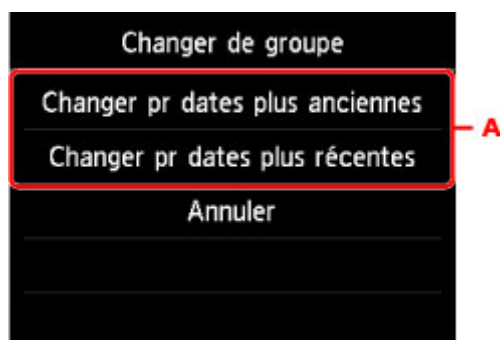 Changer de groupe
Changer pr dates plus anciennes
A
Changer pr dates plus récentes
Annuler